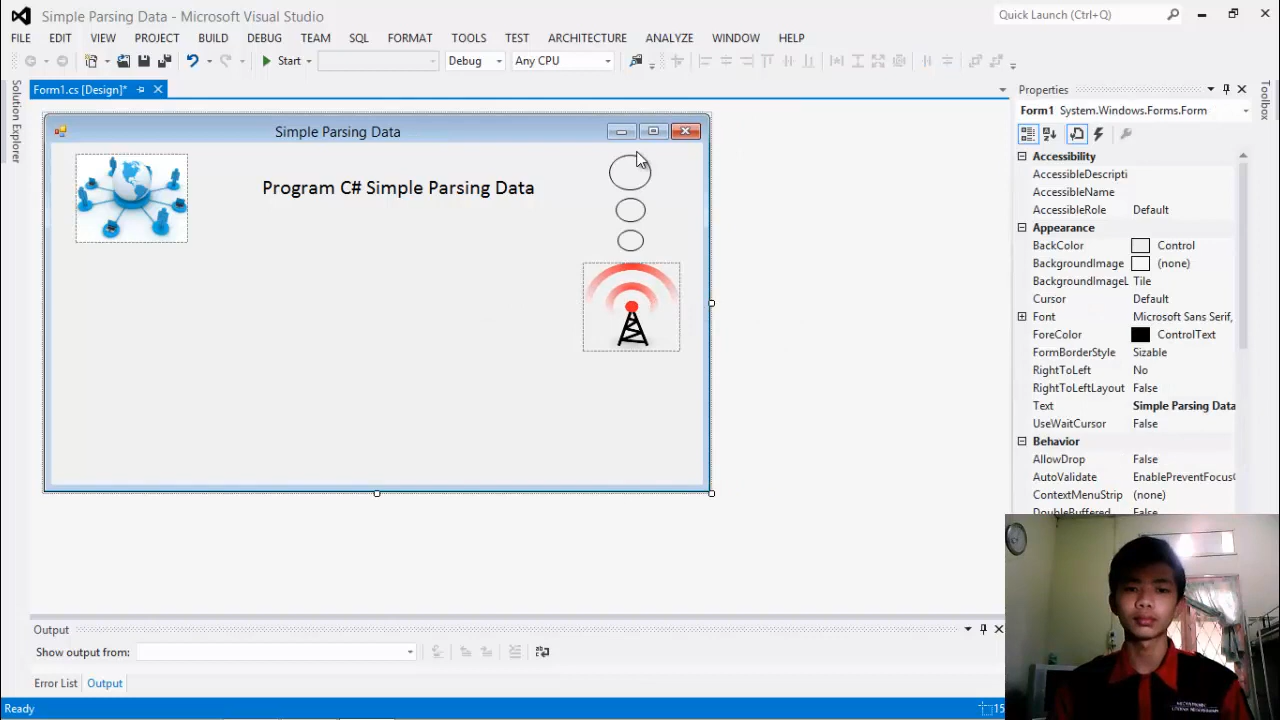 Simple Parsing Data - Microsoft Visual Studio
Quick Launch (Ctrl+Q)
FILE EDIT VIEW PROJECT BUILD DEBUG TEAM SQL FORMAT TOOLS TEST ARCHITECTURE ANALYZE WINDOW HELP
Start Debug Any CPU
Solution Explorer
Form1.cs [Design]*
Simple Parsing Data
Program C# Simple Parsing Data
Properties
Form1 System.Windows.Forms.Form
Accessibility
AccessibleDescripti
AccessibleName
AccessibleRole Default
Appearance
BackColor Control
BackgroundImage (none)
BackgroundImageL Tile
Cursor Default
Font Microsoft Sans Serif,
ForeColor ControlText
FormBorderStyle Sizable
RightToLeft No
RightToLeftLayout False
Text Simple Parsing Data
UseWaitCursor False
Behavior
AllowDrop False
AutoValidate EnablePreventFocusC
ContextMenuStrip (none)
DoubleBuffered False
Toolbox
Output
Show output from:
Error List Output
Ready
15